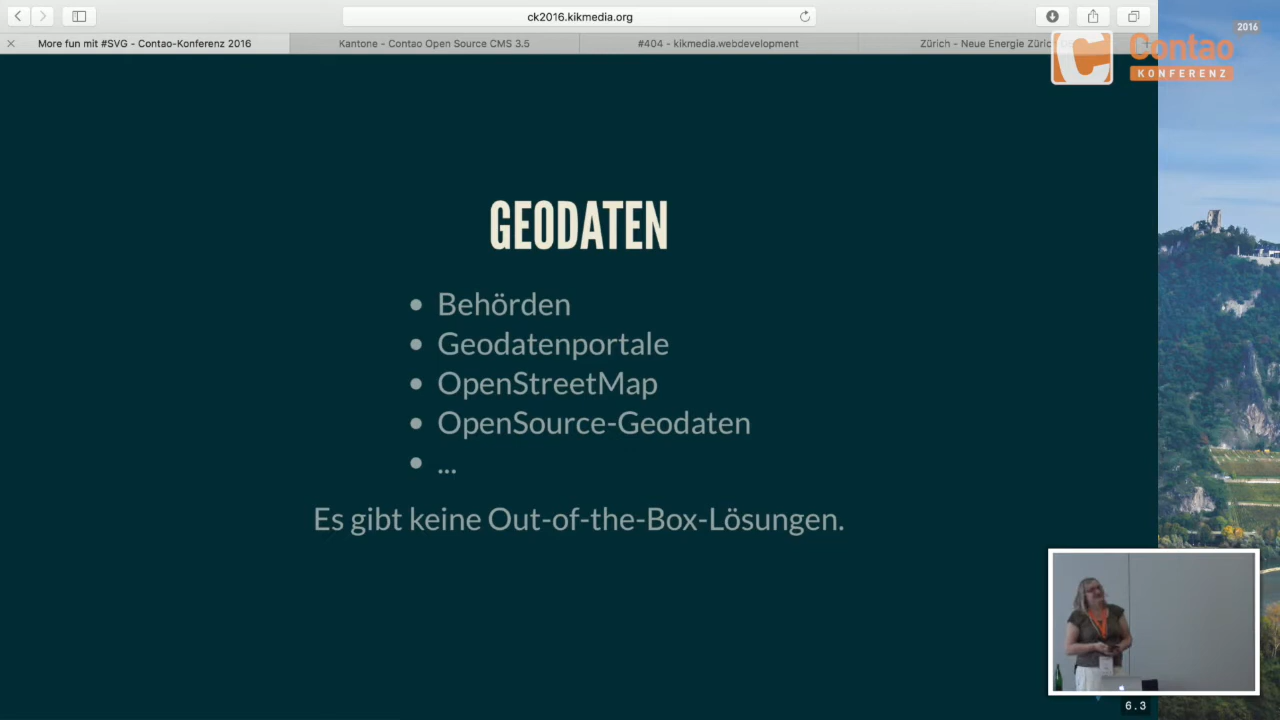 ck2016.kikmedia.org
2016
More fun mit #SVG - Contao-Konferenz 2016
Kantone - Contao Open Source CMS 3.5
#404 - kikmedia.webdevelopment
Zürich - Neue Energie Züric
Contao
KONFERENZ
GEODATEN
• Behörden
• Geodatenportale
• OpenStreetMap
• OpenSource-Geodaten
• ...
Es gibt keine Out-of-the-Box-Lösungen.
6.3